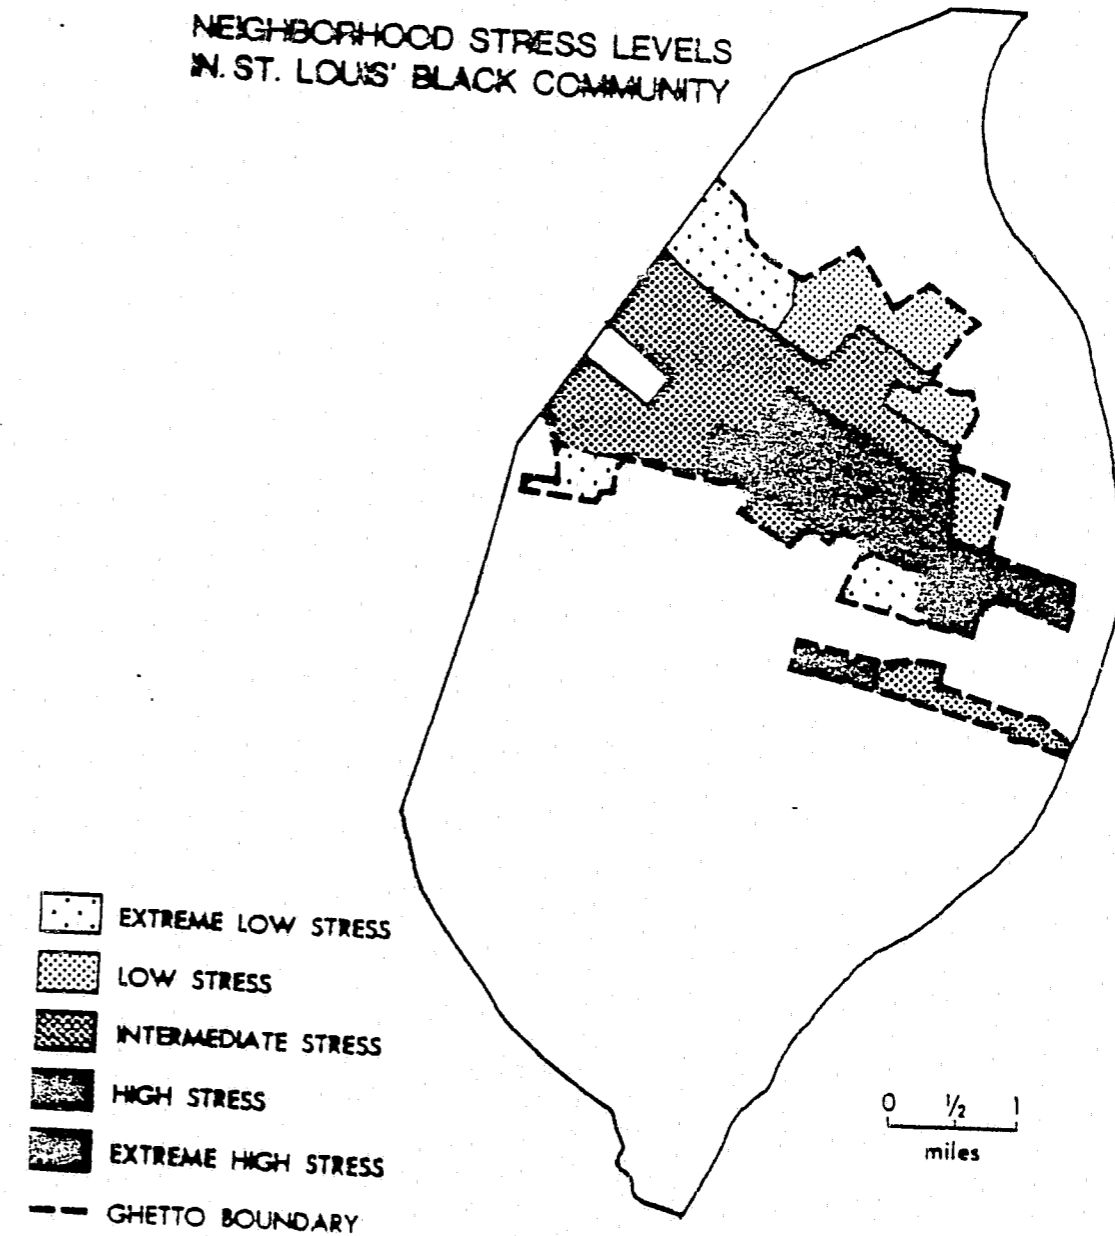 NEIGHBORHOOD STRESS LEVELS
IN. ST. LOUIS' BLACK COMMUNITY
EXTREME LOW STRESS
LOW STRESS
INTERMEDIATE STRESS
HIGH STRESS
EXTREME HIGH STRESS
GHETTO BOUNDARY
0 1/2 1
miles